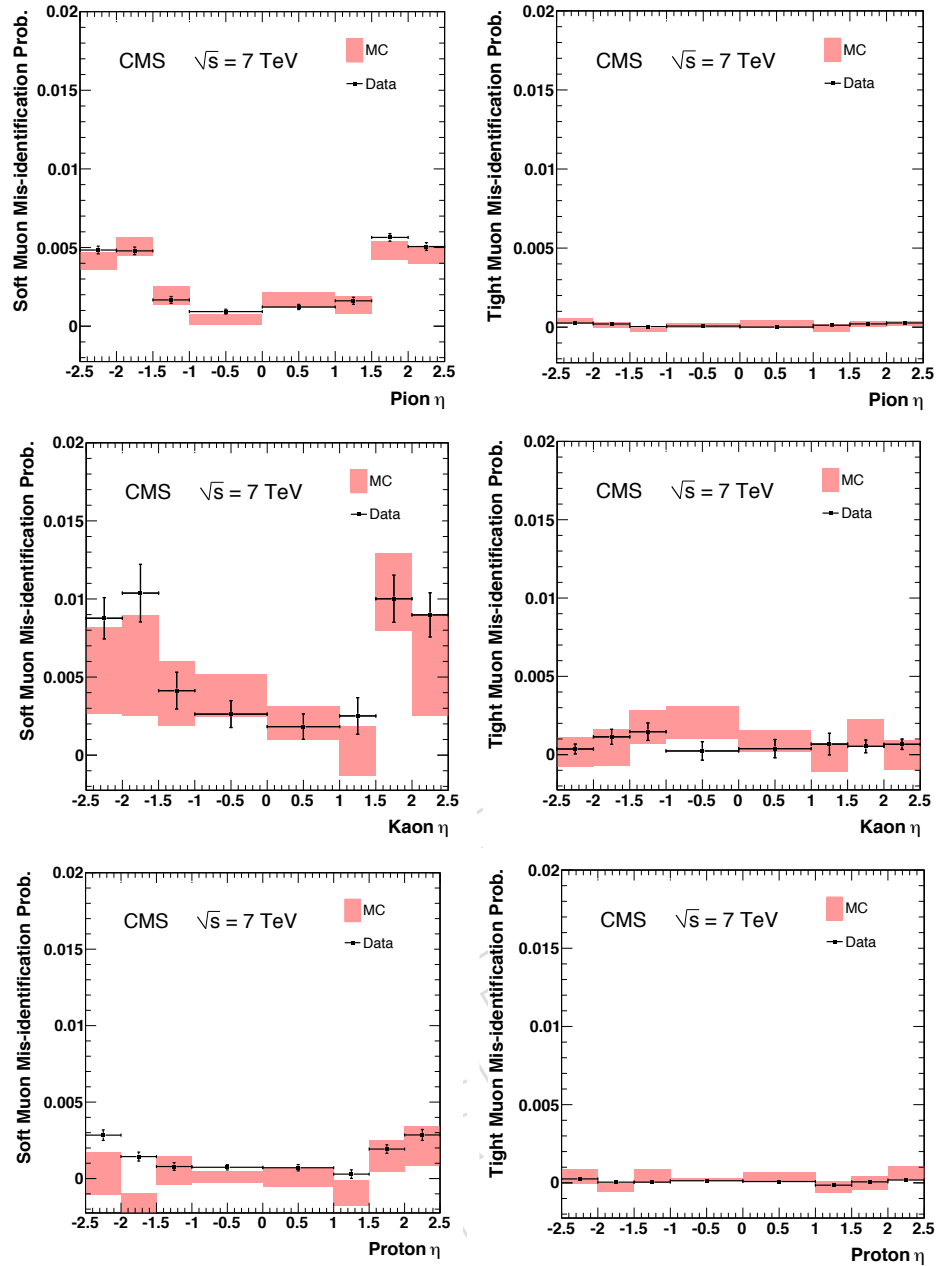 Soft Muon Mis-identification Prob.
0.02
0.015
0.01
0.005
0
CMS √s = 7 TeV
MC
Data
-2.5 -2 -1.5 -1 -0.5 0 0.5 1 1.5 2 2.5
Pion η
Tight Muon Mis-identification Prob.
0.02
0.015
0.01
0.005
0
CMS √s = 7 TeV
MC
Data
-2.5 -2 -1.5 -1 -0.5 0 0.5 1 1.5 2 2.5
Pion η
Soft Muon Mis-identification Prob.
0.02
0.015
0.01
0.005
0
CMS √s = 7 TeV
MC
Data
-2.5 -2 -1.5 -1 -0.5 0 0.5 1 1.5 2 2.5
Kaon η
Tight Muon Mis-identification Prob.
0.02
0.015
0.01
0.005
0
CMS √s = 7 TeV
MC
Data
-2.5 -2 -1.5 -1 -0.5 0 0.5 1 1.5 2 2.5
Kaon η
Soft Muon Mis-identification Prob.
0.02
0.015
0.01
0.005
0
CMS √s = 7 TeV
MC
Data
-2.5 -2 -1.5 -1 -0.5 0 0.5 1 1.5 2 2.5
Proton η
Tight Muon Mis-identification Prob.
0.02
0.015
0.01
0.005
0
CMS √s = 7 TeV
MC
Data
-2.5 -2 -1.5 -1 -0.5 0 0.5 1 1.5 2 2.5
Proton η